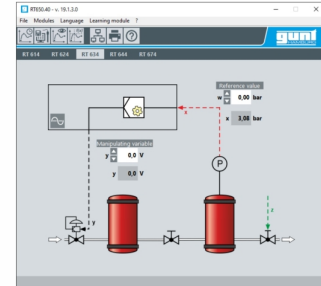 RTE50.40 - v. 19.1.3.0
File Modules Language Learning module ?
gunt
RT 614 RT 624 RT 634 RT 644 RT 674
Reference value
w 0,00 bar
x
x 3,08 bar
Manipulating variable
y 0,0 V
y 0,0 V
P
y
z